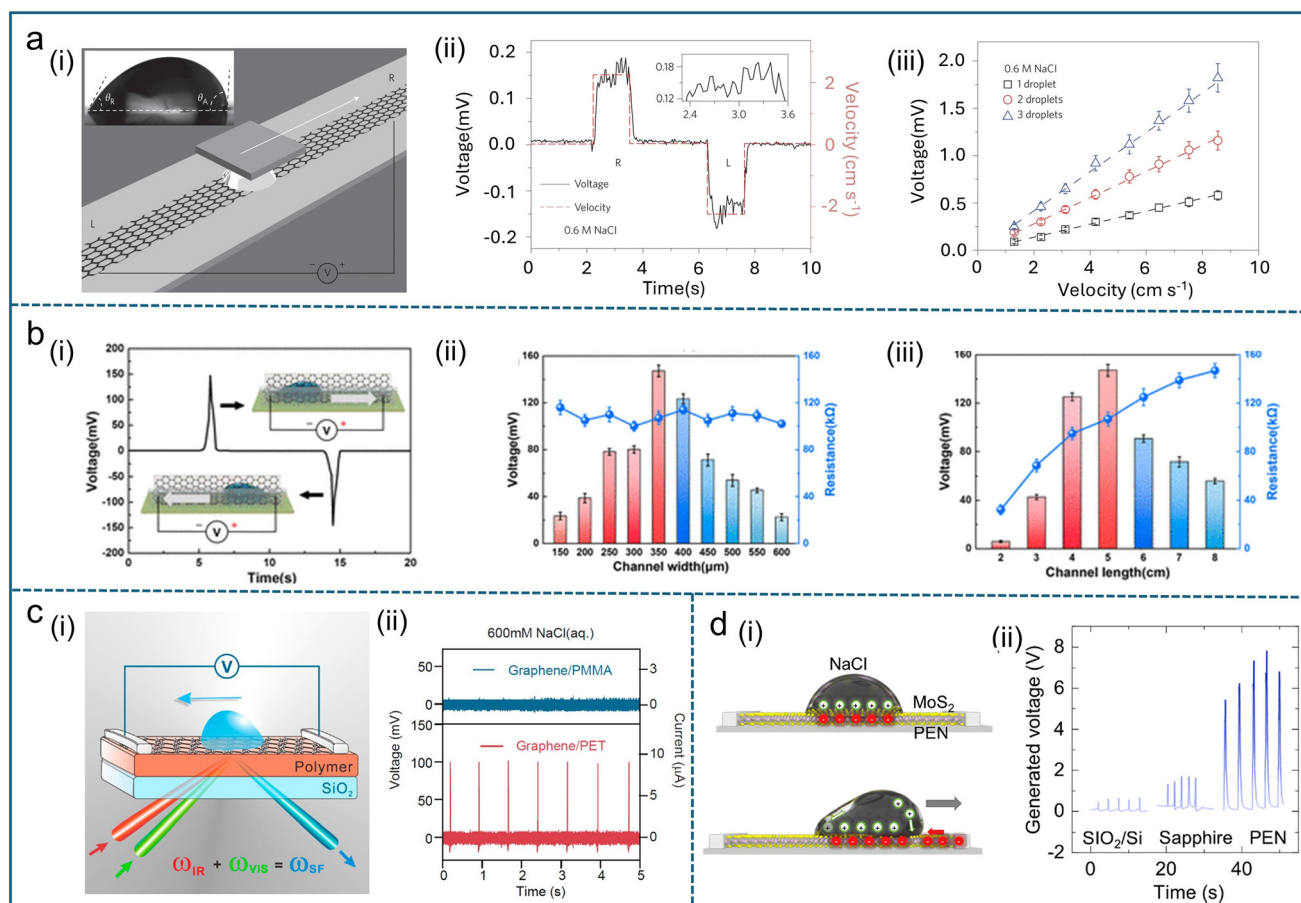 a
(i)
θR
θA
R
L
− V +
(ii)
0.2
0.1
0.0
-0.1
-0.2
Voltage(mV)
0 2 4 6 8 10
Time(s)
2
0
-2
Velocity (cm s⁻¹)
0.18
0.12
2.4 3.0 3.6
R
L
Voltage
Velocity
0.6 M NaCl
(iii)
2.0
1.5
1.0
0.5
0.0
Voltage(mV)
0.6 M NaCl
1 droplet
2 droplets
3 droplets
0 2 4 6 8 10
Velocity (cm s⁻¹)
b
(i)
200
150
100
50
0
-50
-100
-150
-200
Voltage(mV)
− V +
− V +
0 5 10 15 20
Time(s)
(ii)
160
120
80
40
0
Voltage(mV)
160
120
80
40
0
Resistance(kΩ)
150 200 250 300 350 400 450 500 550 600
Channel width(μm)
(iii)
160
120
80
40
0
Voltage(mV)
160
120
80
40
0
Resistance(kΩ)
2 3 4 5 6 7 8
Channel length(cm)
c
(i)
V
Polymer
SiO₂
ωIR + ωVIS = ωSF
(ii)
600mM NaCl(aq.)
Graphene/PMMA
50
0
3
0
Graphene/PET
150
100
50
0
10
5
0
Voltage (mV)
Current (μA)
0 1 2 3 4 5
Time (s)
d
(i)
NaCl
MoS₂
PEN
(ii)
8
6
4
2
0
-2
Generated voltage (V)
SIO₂/Si Sapphire PEN
0 20 40
Time (s)